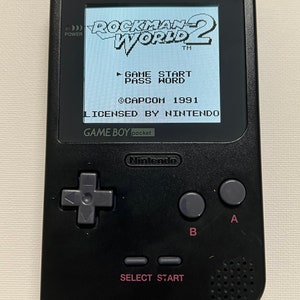 ROCKMAN
WORLD 2
TM
POWER
GAME START
PASS WORD
©CAPCOM 1991
LICENSED BY NINTENDO
GAME BOY pocket
Nintendo
A
B
SELECT START